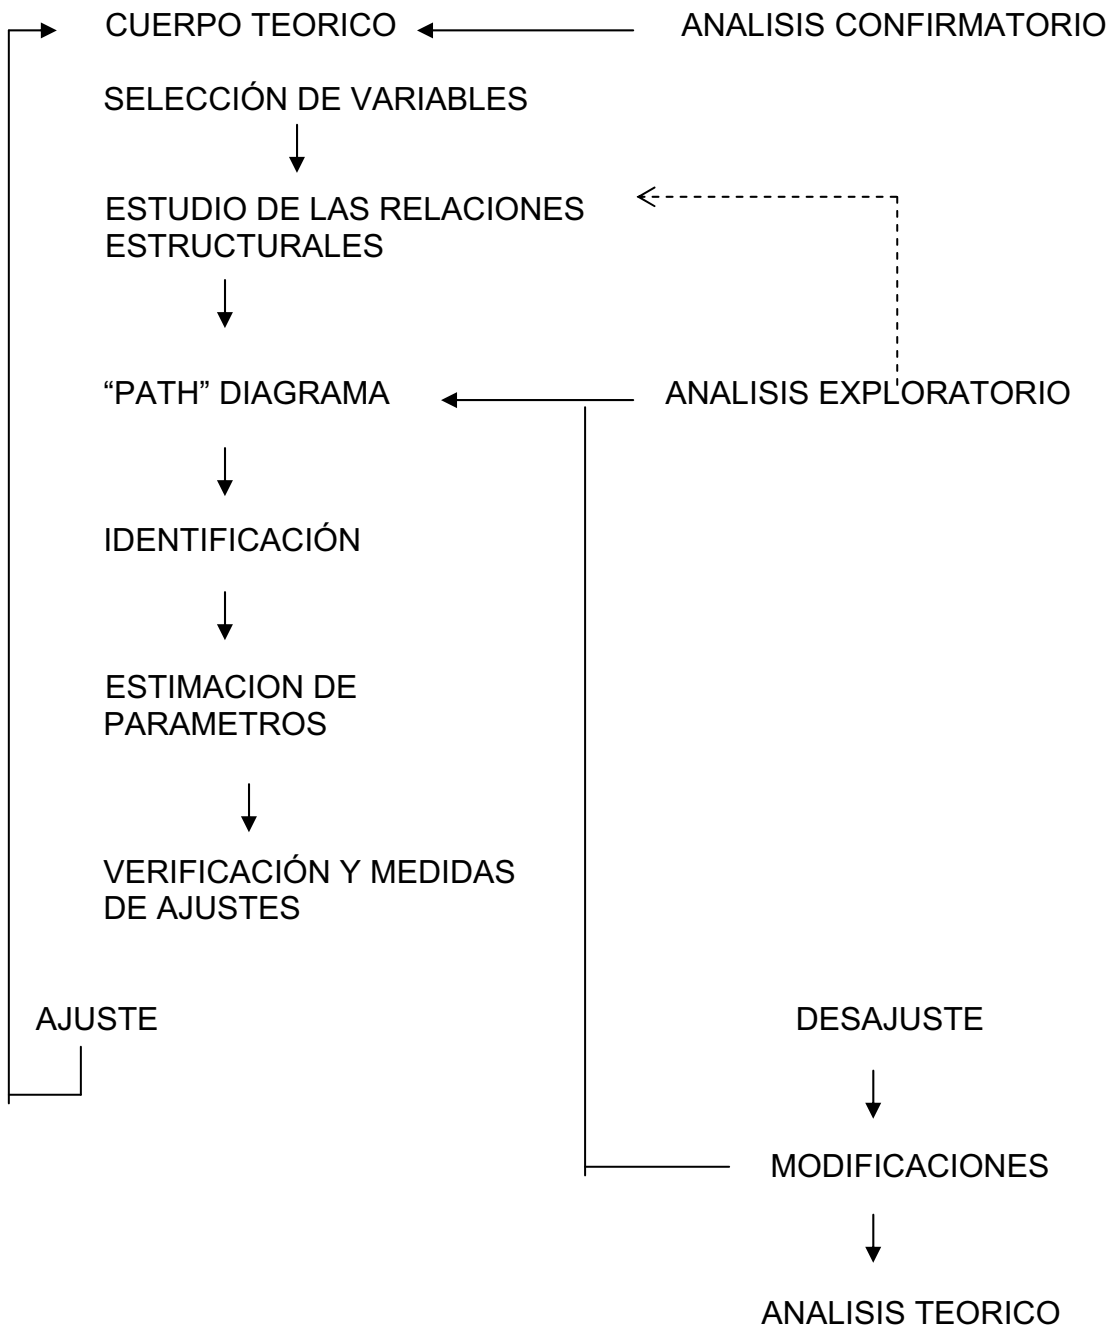 CUERPO TEORICO
ANALISIS CONFIRMATORIO
SELECCIÓN DE VARIABLES
ESTUDIO DE LAS RELACIONES
ESTRUCTURALES
“PATH” DIAGRAMA
ANALISIS EXPLORATORIO
IDENTIFICACIÓN
ESTIMACION DE
PARAMETROS
VERIFICACIÓN Y MEDIDAS
DE AJUSTES
AJUSTE
DESAJUSTE
MODIFICACIONES
ANALISIS TEORICO